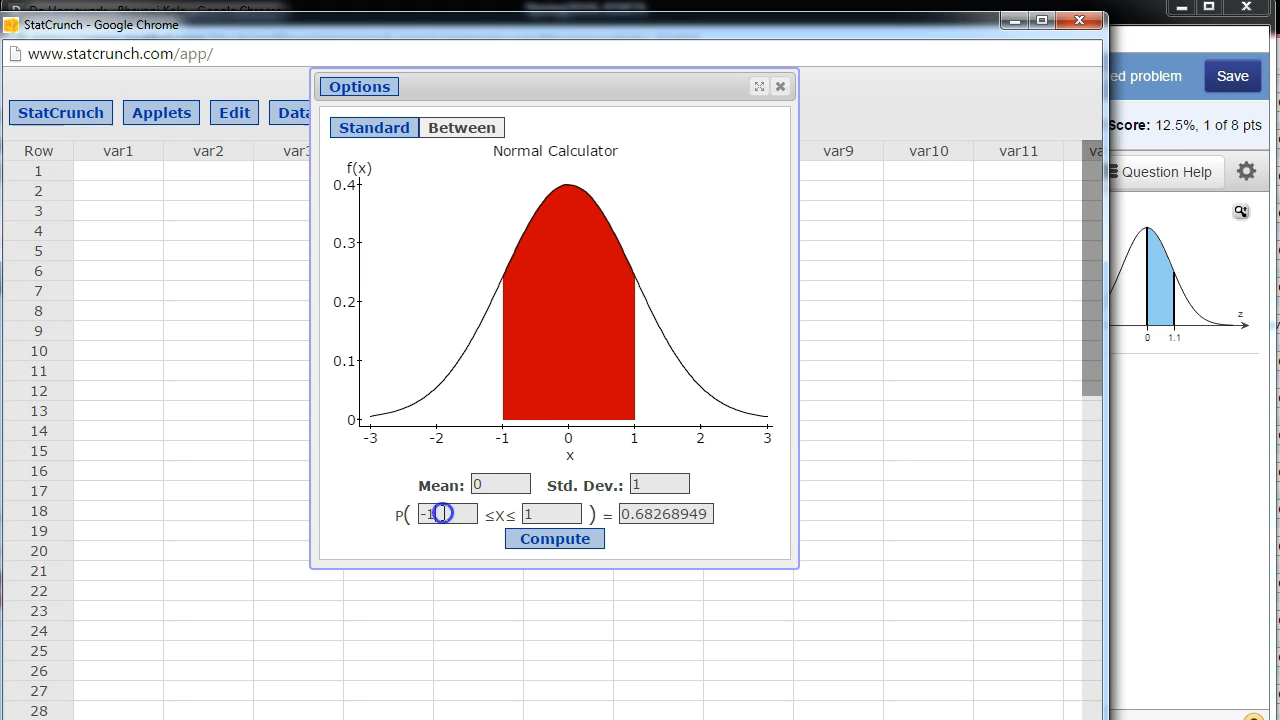 StatCrunch - Google Chrome
www.statcrunch.com/app/
ed problem
Save
Score: 12.5%, 1 of 8 pts
Question Help
StatCrunch Applets Edit Data
Options
Standard Between
Normal Calculator
f(x)
0.4
0.3
0.2
0.1
0
-3 -2 -1 0 1 2 3
x
Mean: 0 Std. Dev.: 1
P( -1 ≤X≤ 1 ) = 0.68268949
Compute
Row var1 var2 var3 var9 var10 var11 va
1
2
3
4
5
6
7
8
9
10
11
12
13
14
15
16
17
18
19
20
21
22
23
24
25
26
27
28
z
0 1.1